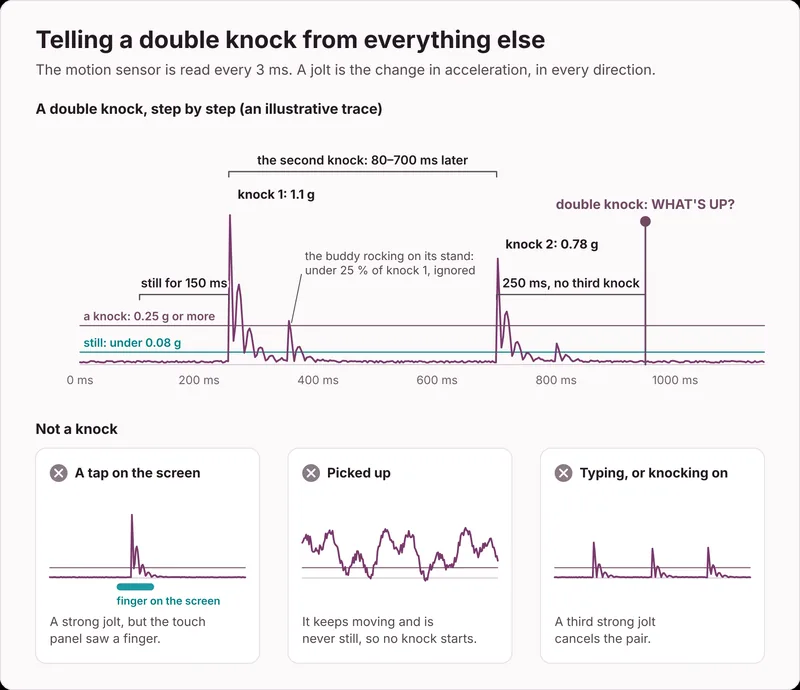 Telling a double knock from everything else
The motion sensor is read every 3 ms. A jolt is the change in acceleration, in every direction.
A double knock, step by step (an illustrative trace)
the second knock: 80–700 ms later
knock 1: 1.1 g
double knock: WHAT'S UP?
knock 2: 0.78 g
the buddy rocking on its stand:
under 25 % of knock 1, ignored
still for 150 ms
250 ms, no third knock
a knock: 0.25 g or more
still: under 0.08 g
0 ms
200 ms
400 ms
600 ms
800 ms
1000 ms
Not a knock
A tap on the screen
finger on the screen
A strong jolt, but the touch
panel saw a finger.
Picked up
It keeps moving and is
never still, so no knock starts.
Typing, or knocking on
A third strong jolt
cancels the pair.